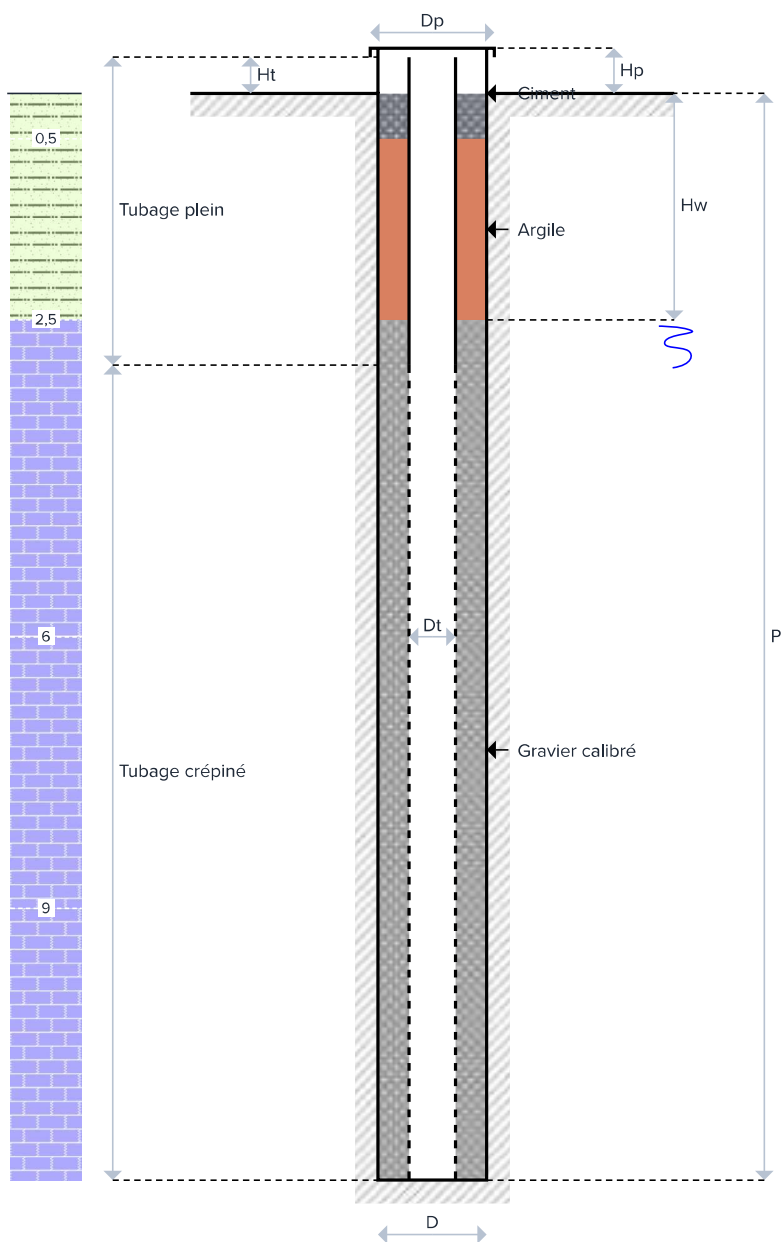 Dp
Ht
Hp
Ciment
0,5
Tubage plein
Hw
Argile
2,5
Dt
6
P
Gravier calibré
Tubage crépiné
9
D